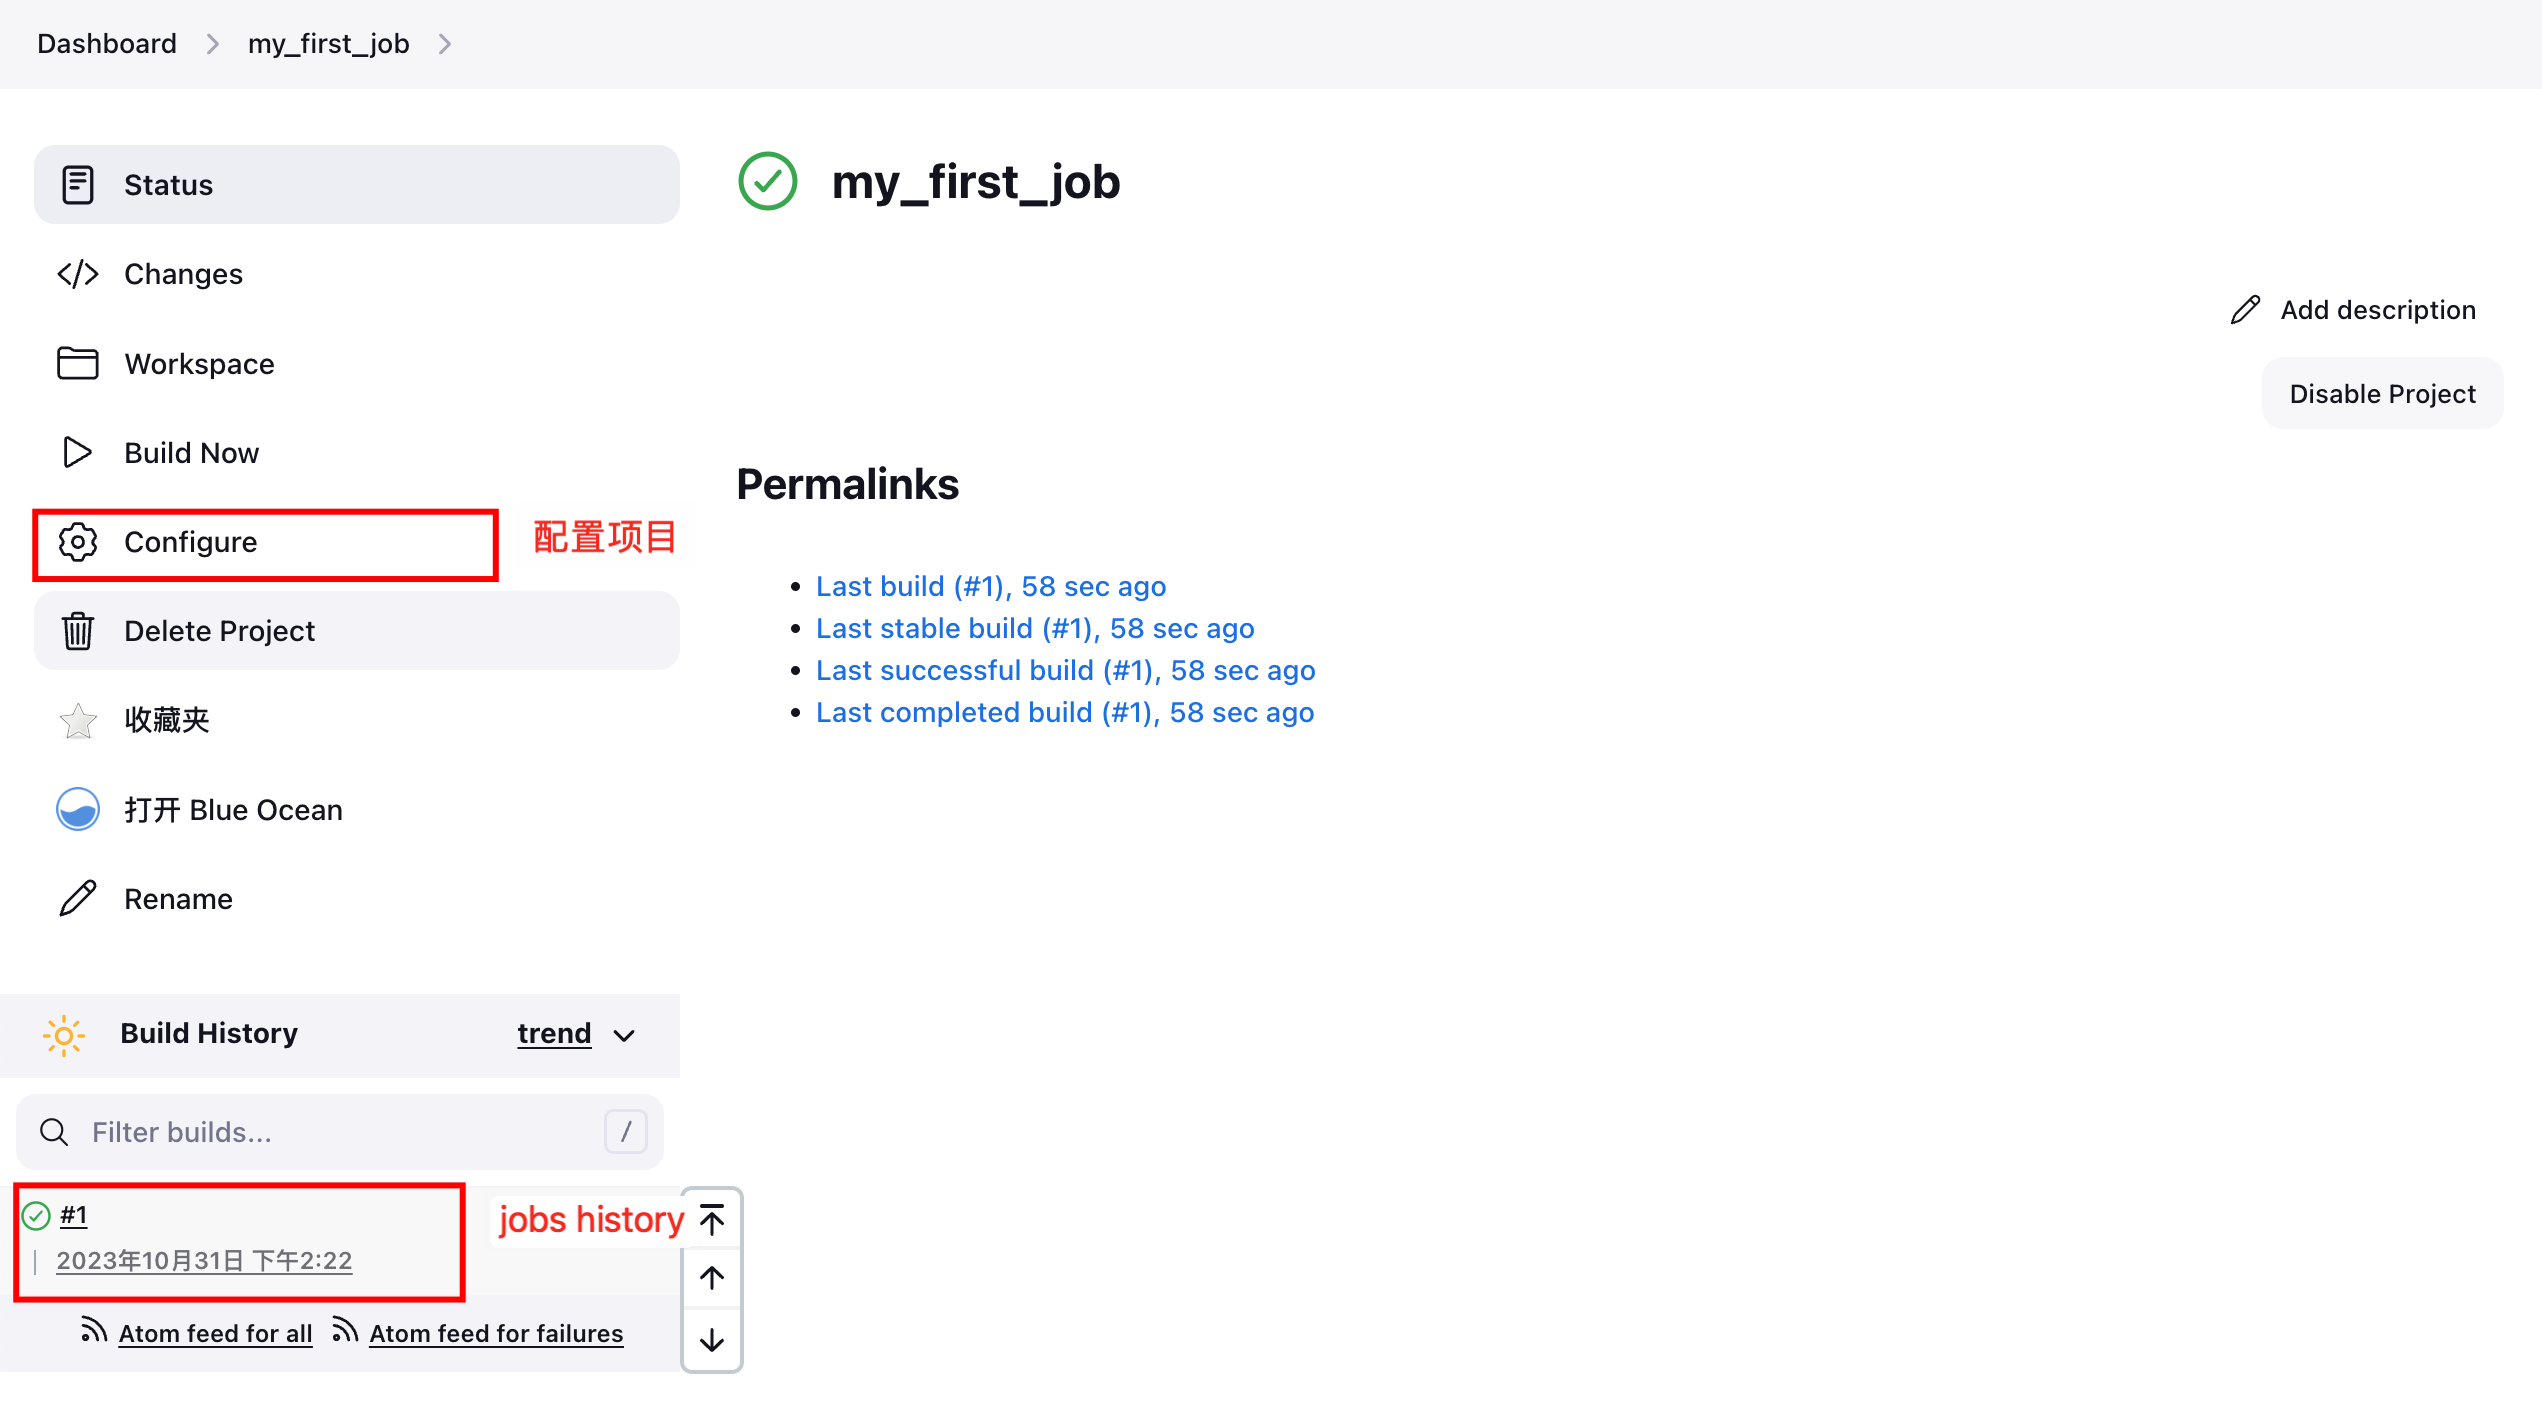 Dashboard
my_first_job
Status
Changes
Workspace
Build Now
Configure
配置项目
Delete Project
收藏夹
打开 Blue Ocean
Rename
Build History
trend
Filter builds...
/
#1
2023年10月31日 下午2:22
jobs history
Atom feed for all
Atom feed for failures
my_first_job
Add description
Disable Project
Permalinks
Last build (#1), 58 sec ago
Last stable build (#1), 58 sec ago
Last successful build (#1), 58 sec ago
Last completed build (#1), 58 sec ago